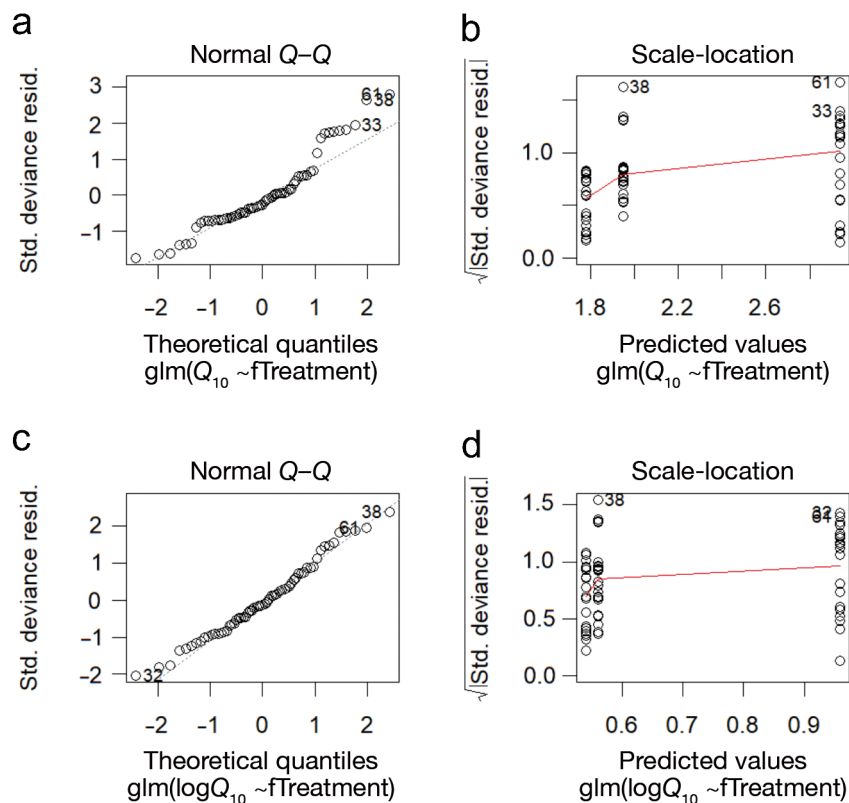 a
Normal Q–Q
Std. deviance resid.
3
2
1
0
−1
61
38
33
−2
−1
0
1
2
Theoretical quantiles
glm(Q₁₀ ~fTreatment)
b
Scale-location
√|Std. deviance resid.|
1.0
0.0
38
61
33
1.8
2.2
2.6
Predicted values
glm(Q₁₀ ~fTreatment)
c
Normal Q–Q
Std. deviance resid.
2
1
0
−1
−2
38
61
32
−2
−1
0
1
2
Theoretical quantiles
glm(logQ₁₀ ~fTreatment)
d
Scale-location
√|Std. deviance resid.|
1.5
1.0
0.5
0.0
38
0.6
0.7
0.8
0.9
Predicted values
glm(logQ₁₀ ~fTreatment)